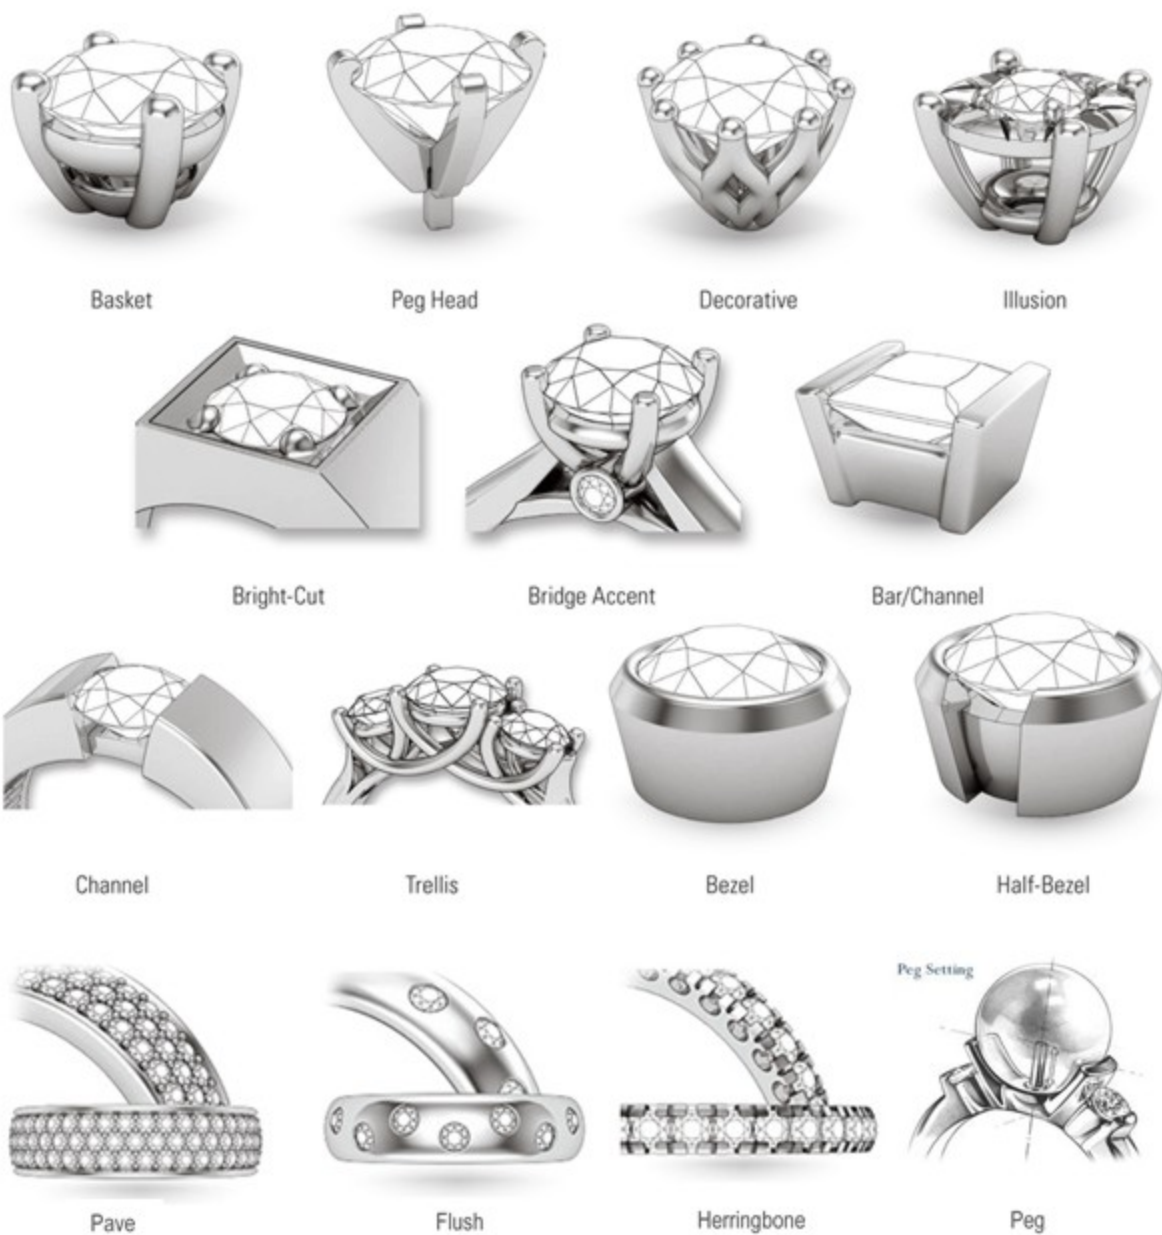 Basket
Peg Head
Decorative
Illusion
Bright-Cut
Bridge Accent
Bar/Channel
Channel
Trellis
Bezel
Half-Bezel
Peg Setting
Pave
Flush
Herringbone
Peg